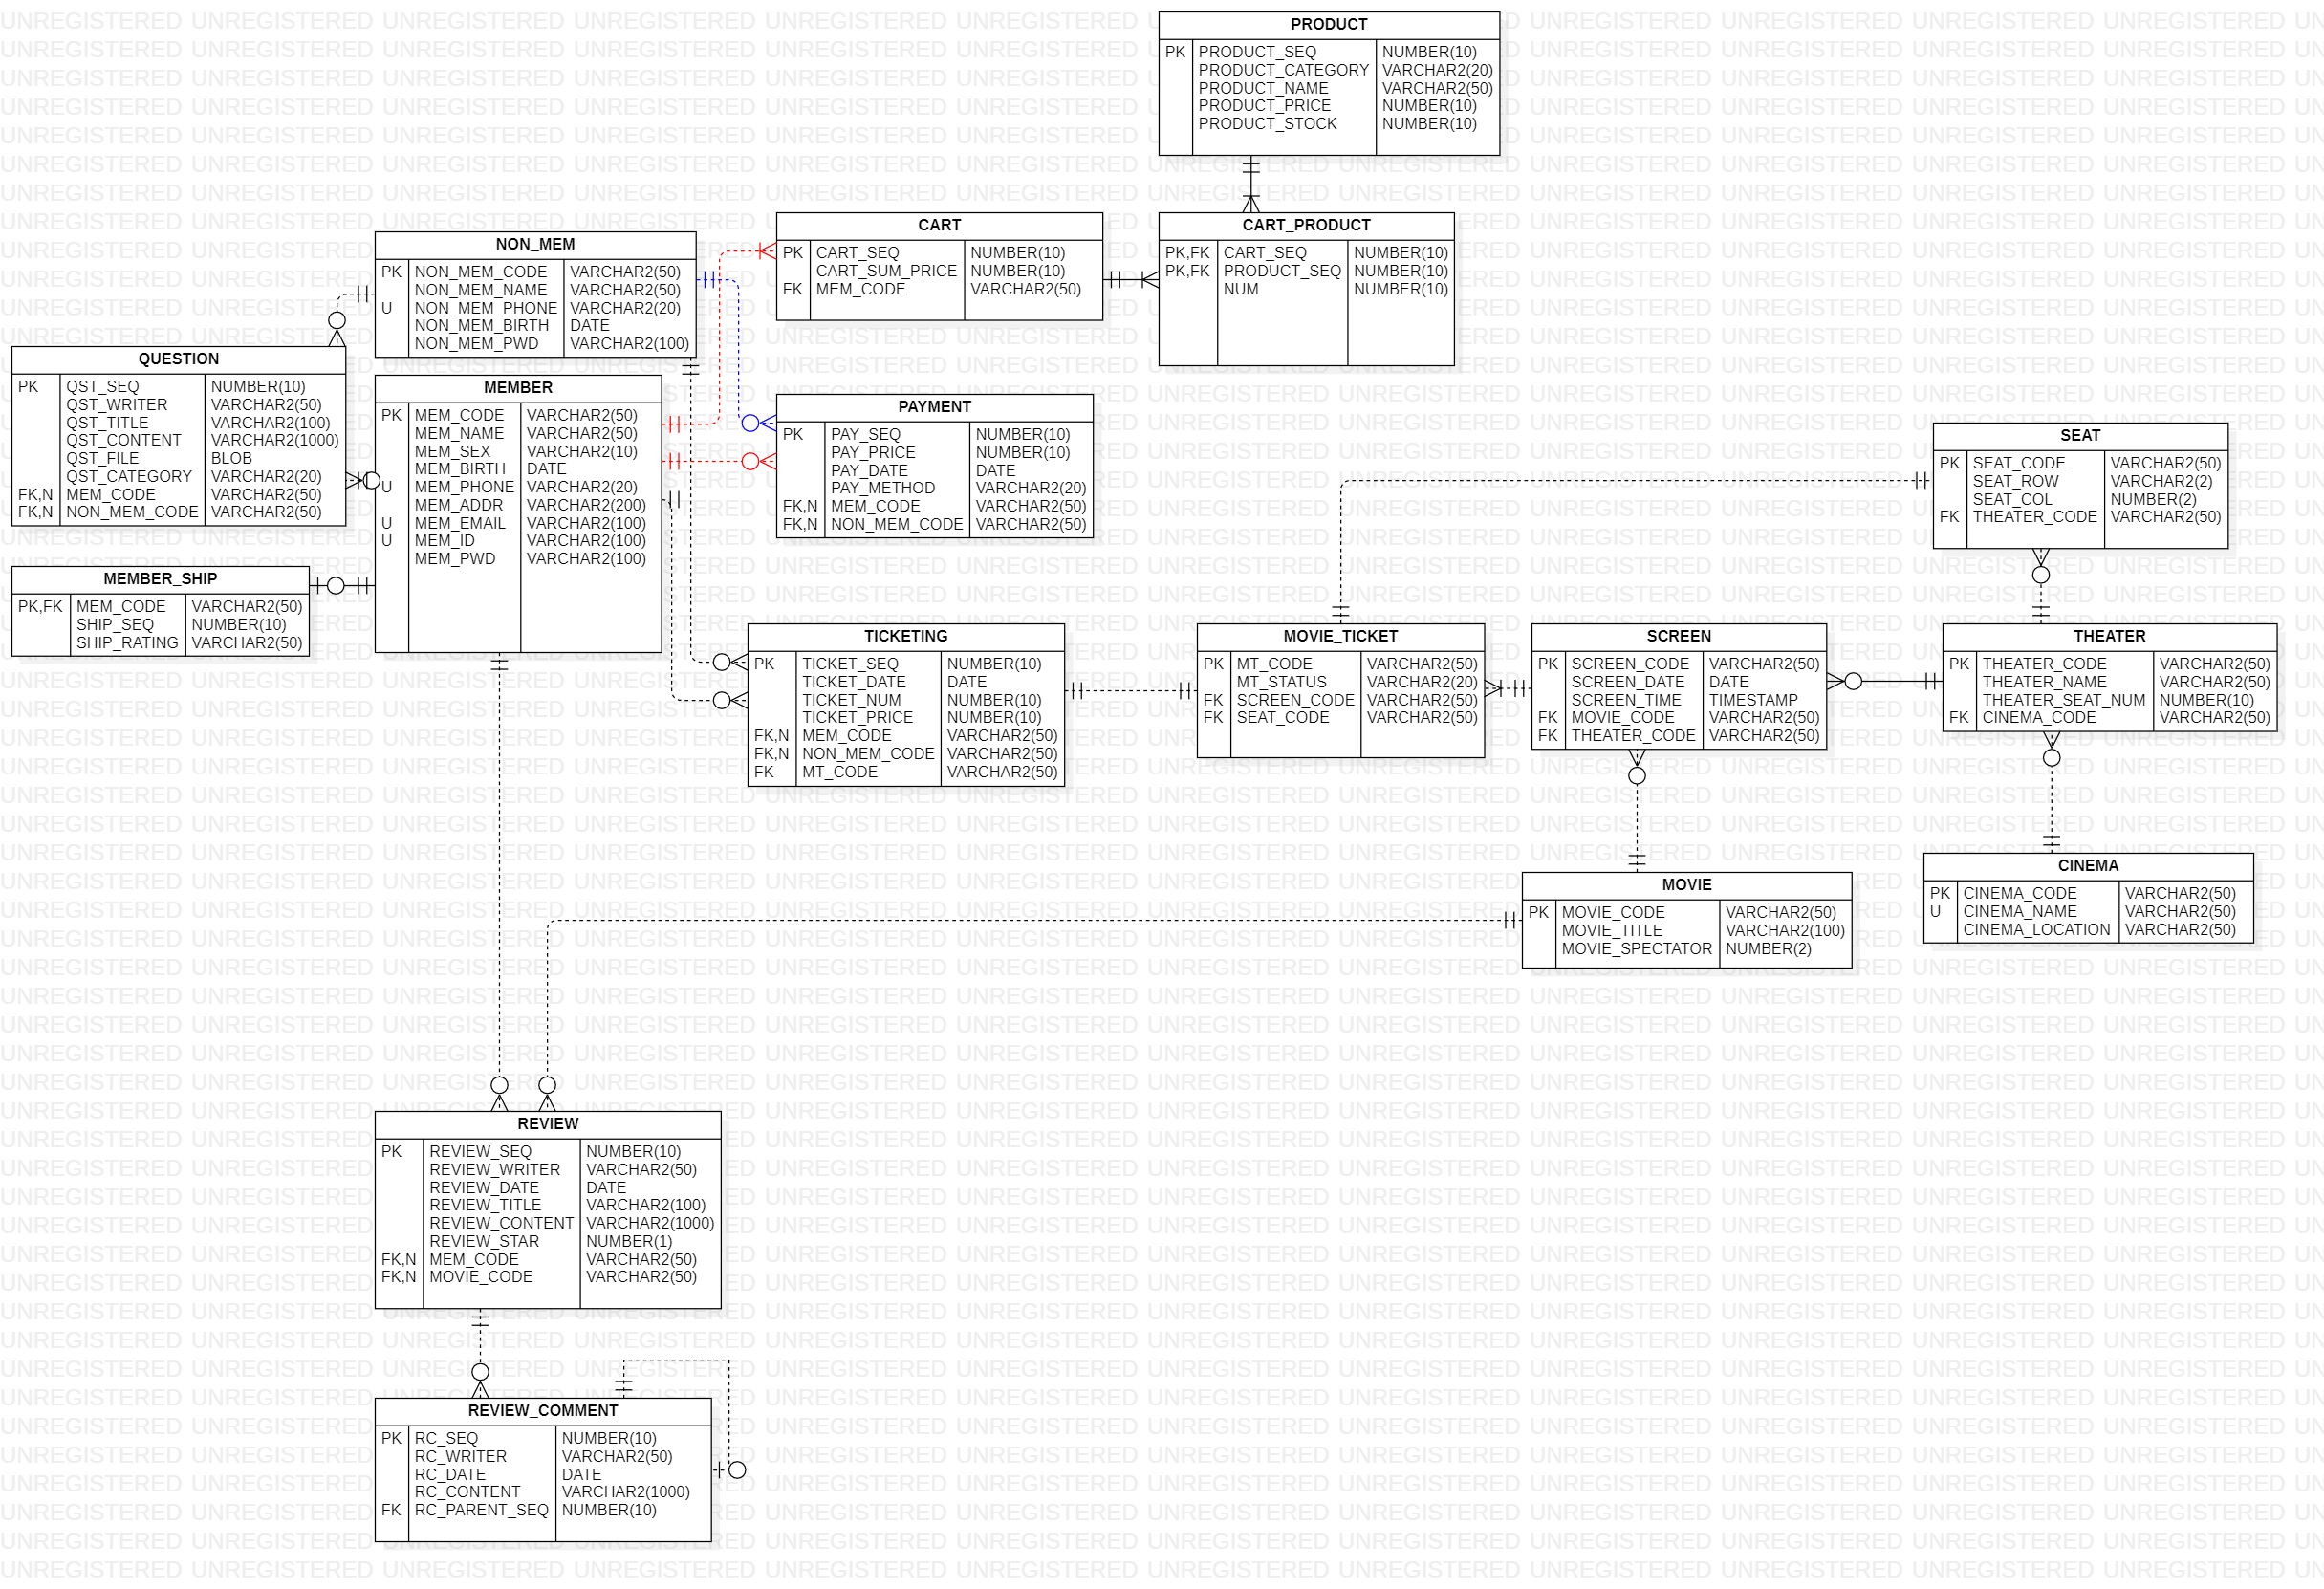 PRODUCT
PK PRODUCT_SEQ NUMBER(10)
PRODUCT_CATEGORY VARCHAR2(20)
PRODUCT_NAME VARCHAR2(50)
PRODUCT_PRICE NUMBER(10)
PRODUCT_STOCK NUMBER(10)
CART
PK CART_SEQ NUMBER(10)
CART_SUM_PRICE NUMBER(10)
FK MEM_CODE VARCHAR2(50)
CART_PRODUCT
PK,FK CART_SEQ NUMBER(10)
PK,FK PRODUCT_SEQ NUMBER(10)
NUM NUMBER(10)
NON_MEM
PK NON_MEM_CODE VARCHAR2(50)
NON_MEM_NAME VARCHAR2(50)
U NON_MEM_PHONE VARCHAR2(20)
NON_MEM_BIRTH DATE
NON_MEM_PWD VARCHAR2(100)
QUESTION
PK QST_SEQ NUMBER(10)
QST_WRITER VARCHAR2(50)
QST_TITLE VARCHAR2(100)
QST_CONTENT VARCHAR2(1000)
QST_FILE BLOB
QST_CATEGORY VARCHAR2(20)
FK,N MEM_CODE VARCHAR2(50)
FK,N NON_MEM_CODE VARCHAR2(50)
MEMBER
PK MEM_CODE VARCHAR2(50)
MEM_NAME VARCHAR2(50)
MEM_SEX VARCHAR2(10)
MEM_BIRTH DATE
U MEM_PHONE VARCHAR2(20)
MEM_ADDR VARCHAR2(200)
U MEM_EMAIL VARCHAR2(100)
U MEM_ID VARCHAR2(100)
MEM_PWD VARCHAR2(100)
PAYMENT
PK PAY_SEQ NUMBER(10)
PAY_PRICE NUMBER(10)
PAY_DATE DATE
PAY_METHOD VARCHAR2(20)
FK,N MEM_CODE VARCHAR2(50)
FK,N NON_MEM_CODE VARCHAR2(50)
SEAT
PK SEAT_CODE VARCHAR2(50)
SEAT_ROW VARCHAR2(2)
SEAT_COL NUMBER(2)
FK THEATER_CODE VARCHAR2(50)
MEMBER_SHIP
PK,FK MEM_CODE VARCHAR2(50)
SHIP_SEQ NUMBER(10)
SHIP_RATING VARCHAR2(50)
TICKETING
PK TICKET_SEQ NUMBER(10)
TICKET_DATE DATE
TICKET_NUM NUMBER(10)
TICKET_PRICE NUMBER(10)
FK,N MEM_CODE VARCHAR2(50)
FK,N NON_MEM_CODE VARCHAR2(50)
FK MT_CODE VARCHAR2(50)
MOVIE_TICKET
PK MT_CODE VARCHAR2(50)
MT_STATUS VARCHAR2(20)
FK SCREEN_CODE VARCHAR2(50)
FK SEAT_CODE VARCHAR2(50)
SCREEN
PK SCREEN_CODE VARCHAR2(50)
SCREEN_DATE DATE
SCREEN_TIME TIMESTAMP
FK MOVIE_CODE VARCHAR2(50)
FK THEATER_CODE VARCHAR2(50)
THEATER
PK THEATER_CODE VARCHAR2(50)
THEATER_NAME VARCHAR2(50)
THEATER_SEAT_NUM NUMBER(10)
FK CINEMA_CODE VARCHAR2(50)
MOVIE
PK MOVIE_CODE VARCHAR2(50)
MOVIE_TITLE VARCHAR2(100)
MOVIE_SPECTATOR NUMBER(2)
CINEMA
PK CINEMA_CODE VARCHAR2(50)
U CINEMA_NAME VARCHAR2(50)
CINEMA_LOCATION VARCHAR2(50)
REVIEW
PK REVIEW_SEQ NUMBER(10)
REVIEW_WRITER VARCHAR2(50)
REVIEW_DATE DATE
REVIEW_TITLE VARCHAR2(100)
REVIEW_CONTENT VARCHAR2(1000)
REVIEW_STAR NUMBER(1)
FK,N MEM_CODE VARCHAR2(50)
FK,N MOVIE_CODE VARCHAR2(50)
REVIEW_COMMENT
PK RC_SEQ NUMBER(10)
RC_WRITER VARCHAR2(50)
RC_DATE DATE
RC_CONTENT VARCHAR2(1000)
FK RC_PARENT_SEQ NUMBER(10)
UNREGISTERED